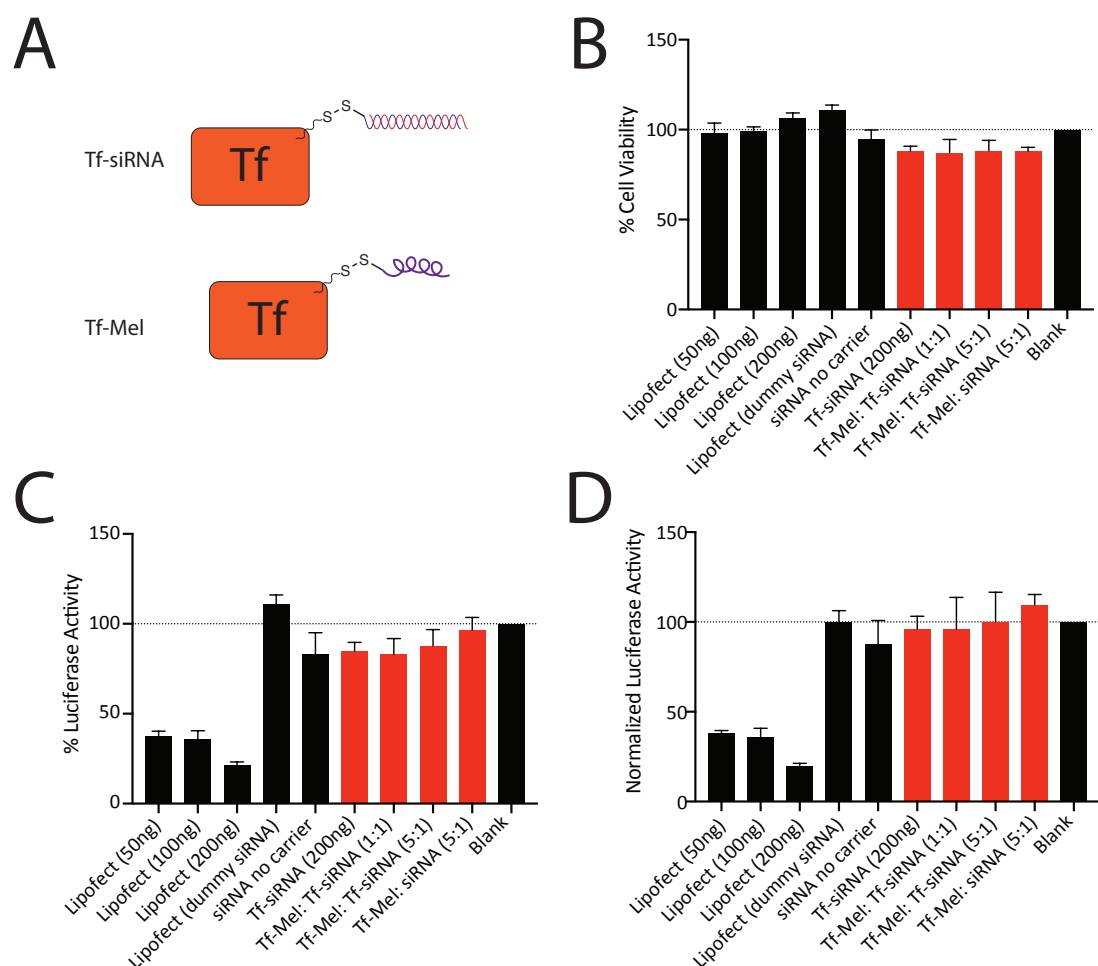 A
Tf-siRNA
S
S
Tf
Tf-Mel
S
S
Tf
B
% Cell Viability
150
100
50
0
Lipofect (50ng)
Lipofect (100ng)
Lipofect (200ng)
Lipofect (dummy siRNA)
siRNA no carrier
Tf-siRNA (200ng)
Tf-Mel: Tf-siRNA (1:1)
Tf-Mel: Tf-siRNA (5:1)
Tf-Mel: siRNA (5:1)
Blank
C
% Luciferase Activity
150
100
50
0
Lipofect (50ng)
Lipofect (100ng)
Lipofect (200ng)
Lipofect (dummy siRNA)
siRNA no carrier
Tf-siRNA (200ng)
Tf-Mel: Tf-siRNA (1:1)
Tf-Mel: Tf-siRNA (5:1)
Tf-Mel: siRNA (5:1)
Blank
D
Normalized Luciferase Activity
150
100
50
0
Lipofect (50ng)
Lipofect (100ng)
Lipofect (200ng)
Lipofect (dummy siRNA)
siRNA no carrier
Tf-siRNA (200ng)
Tf-Mel: Tf-siRNA (1:1)
Tf-Mel: Tf-siRNA (5:1)
Tf-Mel: siRNA (5:1)
Blank